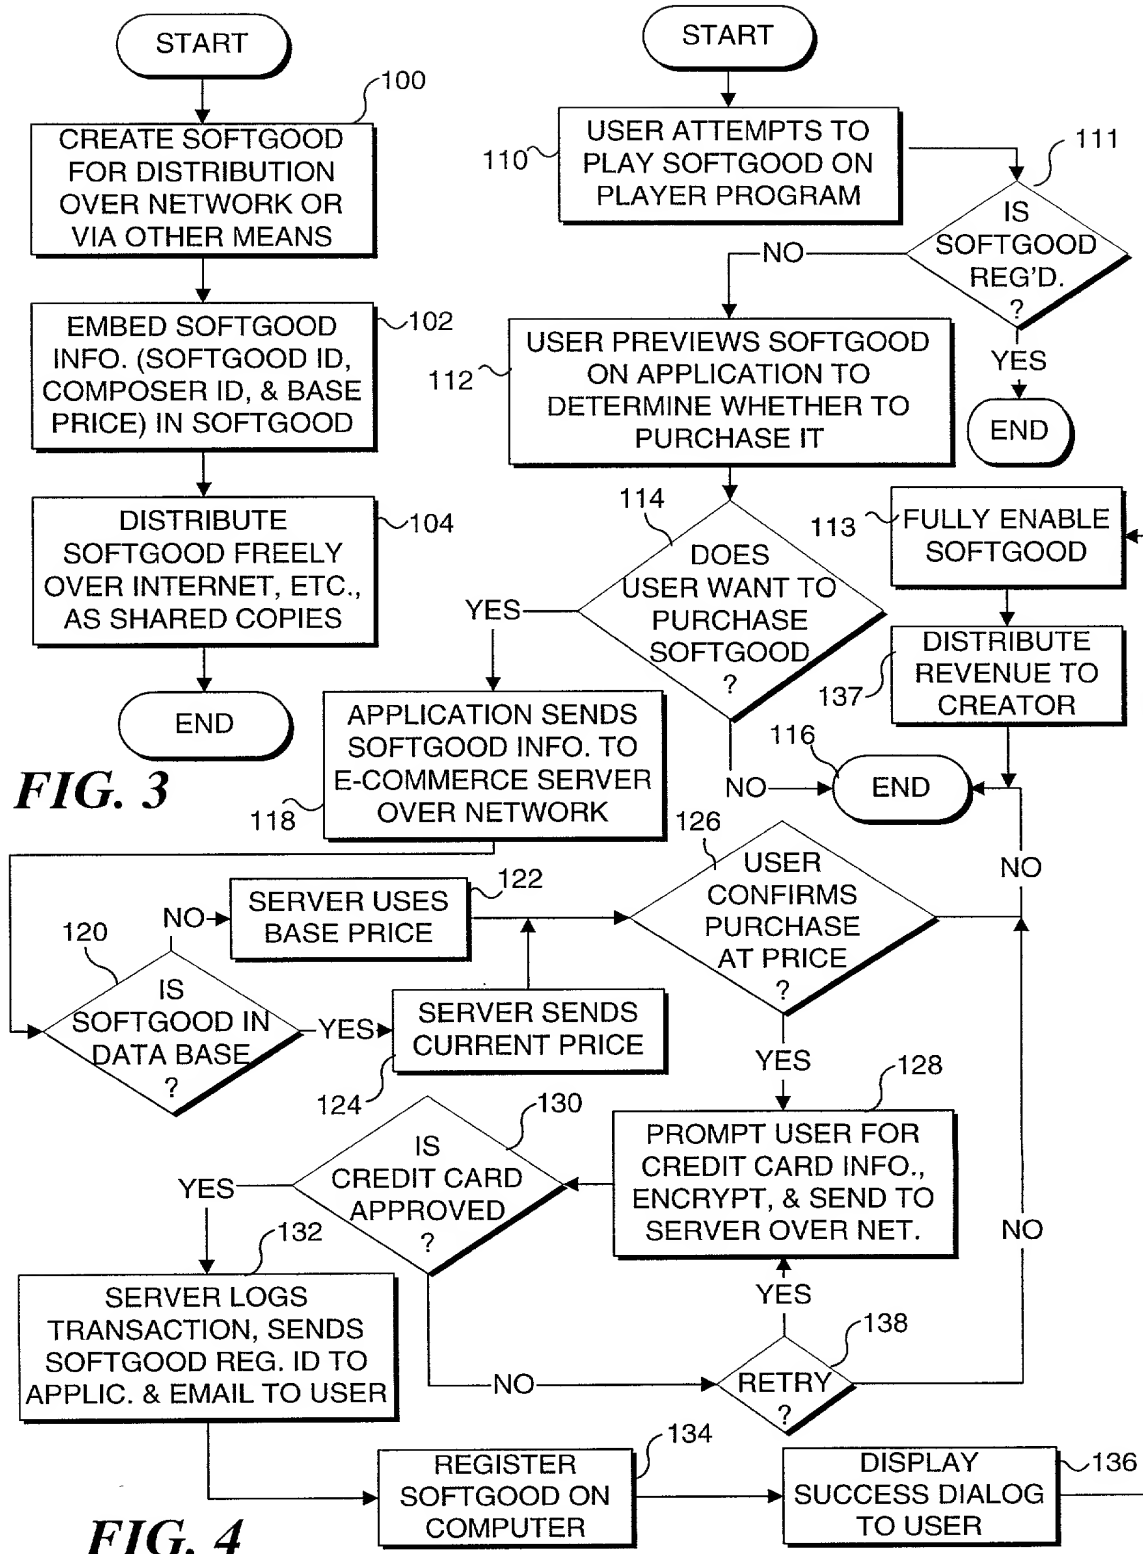 START
100
CREATE SOFTGOOD
FOR DISTRIBUTION
OVER NETWORK OR
VIA OTHER MEANS
102
EMBED SOFTGOOD
INFO. (SOFTGOOD ID,
COMPOSER ID, & BASE
PRICE) IN SOFTGOOD
104
DISTRIBUTE
SOFTGOOD FREELY
OVER INTERNET, ETC.,
AS SHARED COPIES
END
FIG. 3
START
110
USER ATTEMPTS TO
PLAY SOFTGOOD ON
PLAYER PROGRAM
111
IS
SOFTGOOD
REG'D.
?
NO
YES
END
112
USER PREVIEWS SOFTGOOD
ON APPLICATION TO
DETERMINE WHETHER TO
PURCHASE IT
114
DOES
USER WANT TO
PURCHASE
SOFTGOOD
?
YES
NO
113
FULLY ENABLE
SOFTGOOD
137
DISTRIBUTE
REVENUE TO
CREATOR
116
END
118
APPLICATION SENDS
SOFTGOOD INFO. TO
E-COMMERCE SERVER
OVER NETWORK
120
IS
SOFTGOOD IN
DATA BASE
?
NO
YES
122
SERVER USES
BASE PRICE
124
SERVER SENDS
CURRENT PRICE
126
USER
CONFIRMS
PURCHASE
AT PRICE
?
NO
YES
128
PROMPT USER FOR
CREDIT CARD INFO.,
ENCRYPT, & SEND TO
SERVER OVER NET.
130
IS
CREDIT CARD
APPROVED
?
YES
NO
132
SERVER LOGS
TRANSACTION, SENDS
SOFTGOOD REG. ID TO
APPLIC. & EMAIL TO USER
138
RETRY
?
YES
NO
134
REGISTER
SOFTGOOD ON
COMPUTER
136
DISPLAY
SUCCESS DIALOG
TO USER
FIG. 4